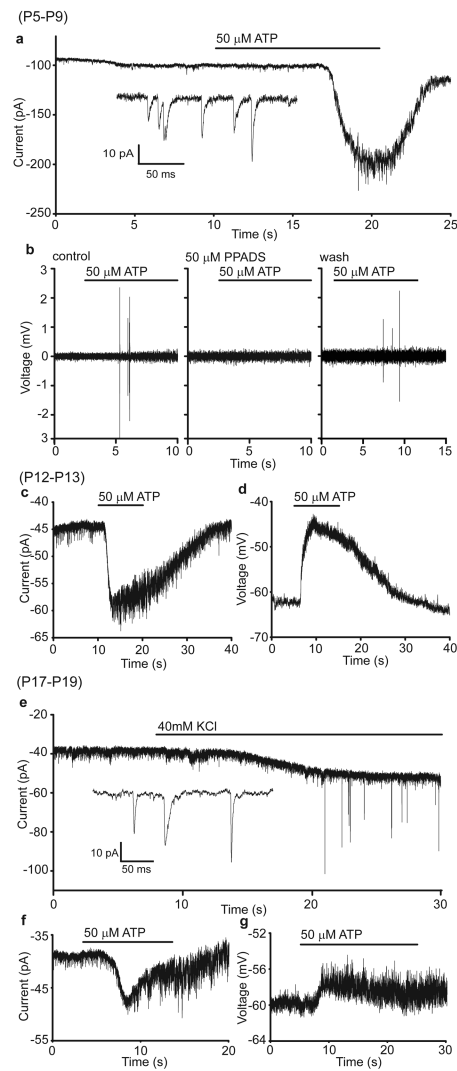 (P5-P9)
a
50 µM ATP
-100
-150
-200
-250
Current (pA)
10 pA
50 ms
0 5 10 15 20 25
Time (s)
b
control
50 µM ATP
50 µM PPADS
50 µM ATP
wash
50 µM ATP
3
2
1
0
-1
-2
3
Voltage (mV)
0 5 10
0 5 10
0 5 10 15
Time (s)
(P12-P13)
c
50 µM ATP
-40
-45
-50
-55
-60
-65
Current (pA)
0 10 20 30 40
Time (s)
d
50 µM ATP
-40
-50
-60
-70
Voltage (mV)
0 10 20 30 40
Time (s)
(P17-P19)
e
40mM KCl
-20
-40
-60
-80
-100
Current (pA)
10 pA
50 ms
0 10 20 30
Time (s)
f
50 µM ATP
-35
-45
-55
Current (pA)
0 10 20
Time (s)
g
50 µM ATP
-52
-56
-60
-64
Voltage (mV)
0 10 20 30
Time (s)